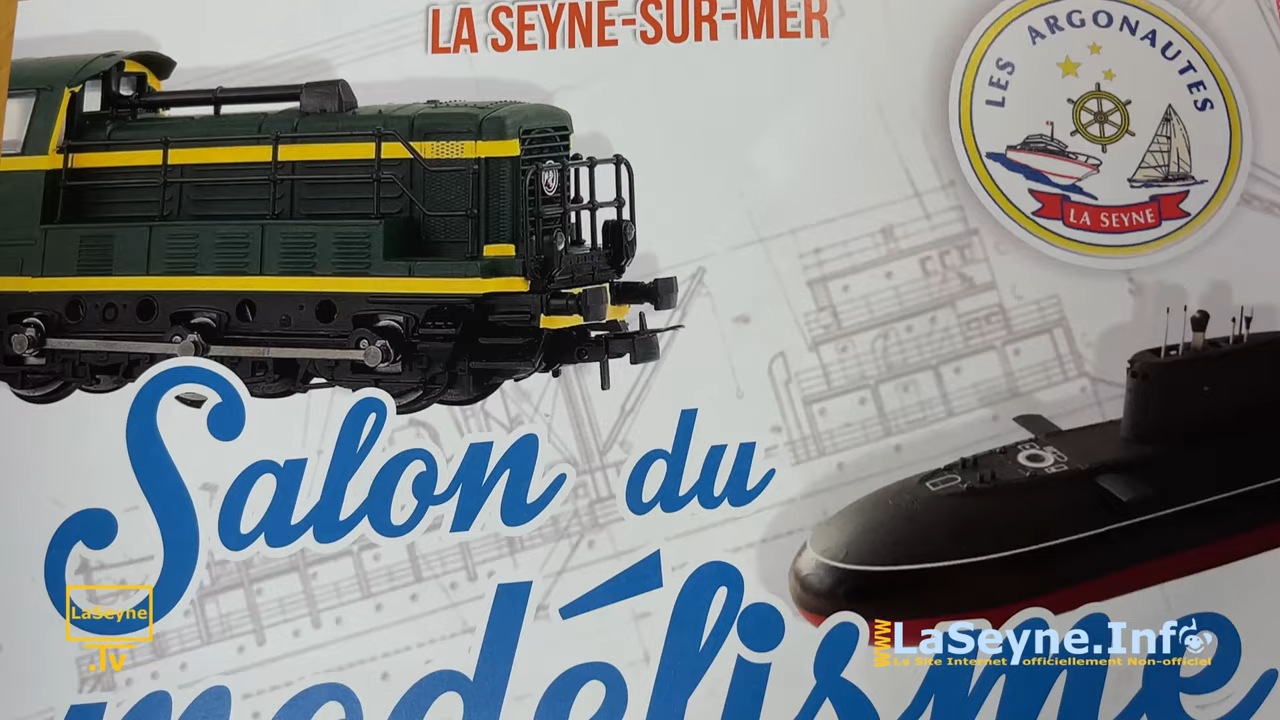 LA SEYNE-SUR-MER
LES ARGONAUTES
LA SEYNE
Salon du
modélisme
LaSeyne
.Tv
www
LaSeyne.Info
Le Site Internet officiellement Non-officiel